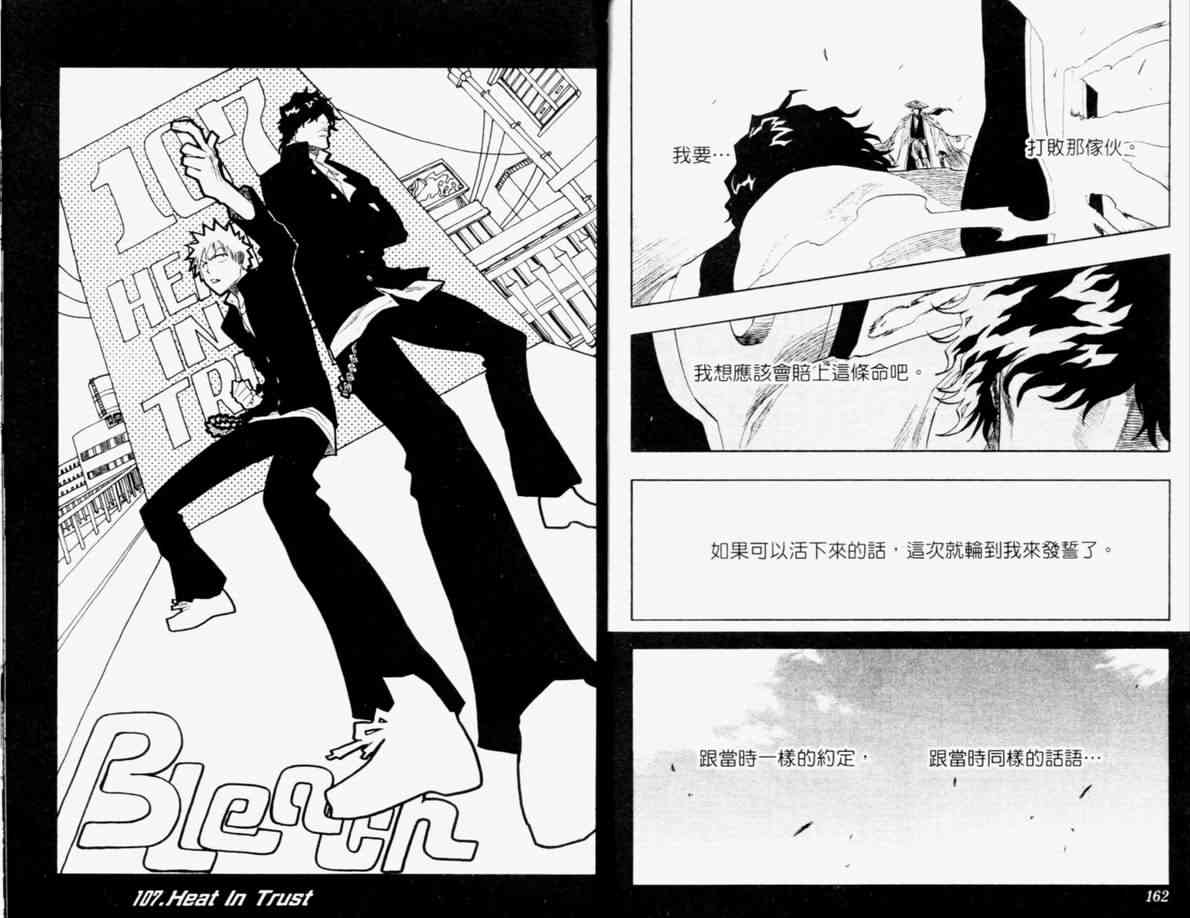 打敗那傢伙。
我要…
我想應該會賠上這條命吧。
如果可以活下來的話，這次就輪到我來發誓了。
跟當時同樣的話語…
跟當時一樣的約定，
162
107
HE
IN
TRU
BLeach
107.Heat In Trust